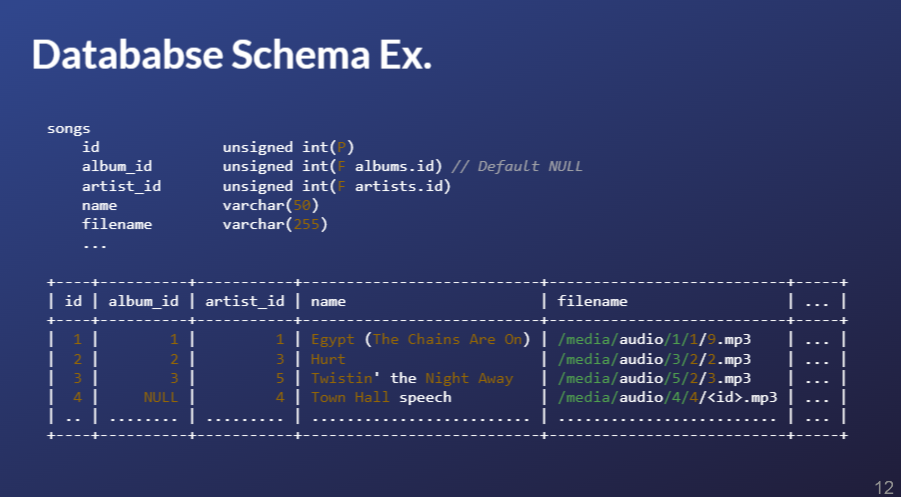 Datababse Schema Ex.
songs
    id              unsigned int(P)
    album_id        unsigned int(F albums.id) // Default NULL
    artist_id       unsigned int(F artists.id)
    name            varchar(50)
    filename        varchar(255)
    ...
+----+----------+-----------+---------------------------+---------------------------+-----+
| id | album_id | artist_id | name                      | filename                  | ... |
+----+----------+-----------+---------------------------+---------------------------+-----+
|  1 |        1 |         1 | Egypt (The Chains Are On) | /media/audio/1/1/9.mp3    | ... |
|  2 |        2 |         3 | Hurt                      | /media/audio/3/2/2.mp3    | ... |
|  3 |        3 |         5 | Twistin' the Night Away   | /media/audio/5/2/3.mp3    | ... |
|  4 |     NULL |         4 | Town Hall speech          | /media/audio/4/4/<id>.mp3 | ... |
| .. | ........ | ......... | ......................... | ......................... | ... |
+----+----------+-----------+---------------------------+---------------------------+-----+
12